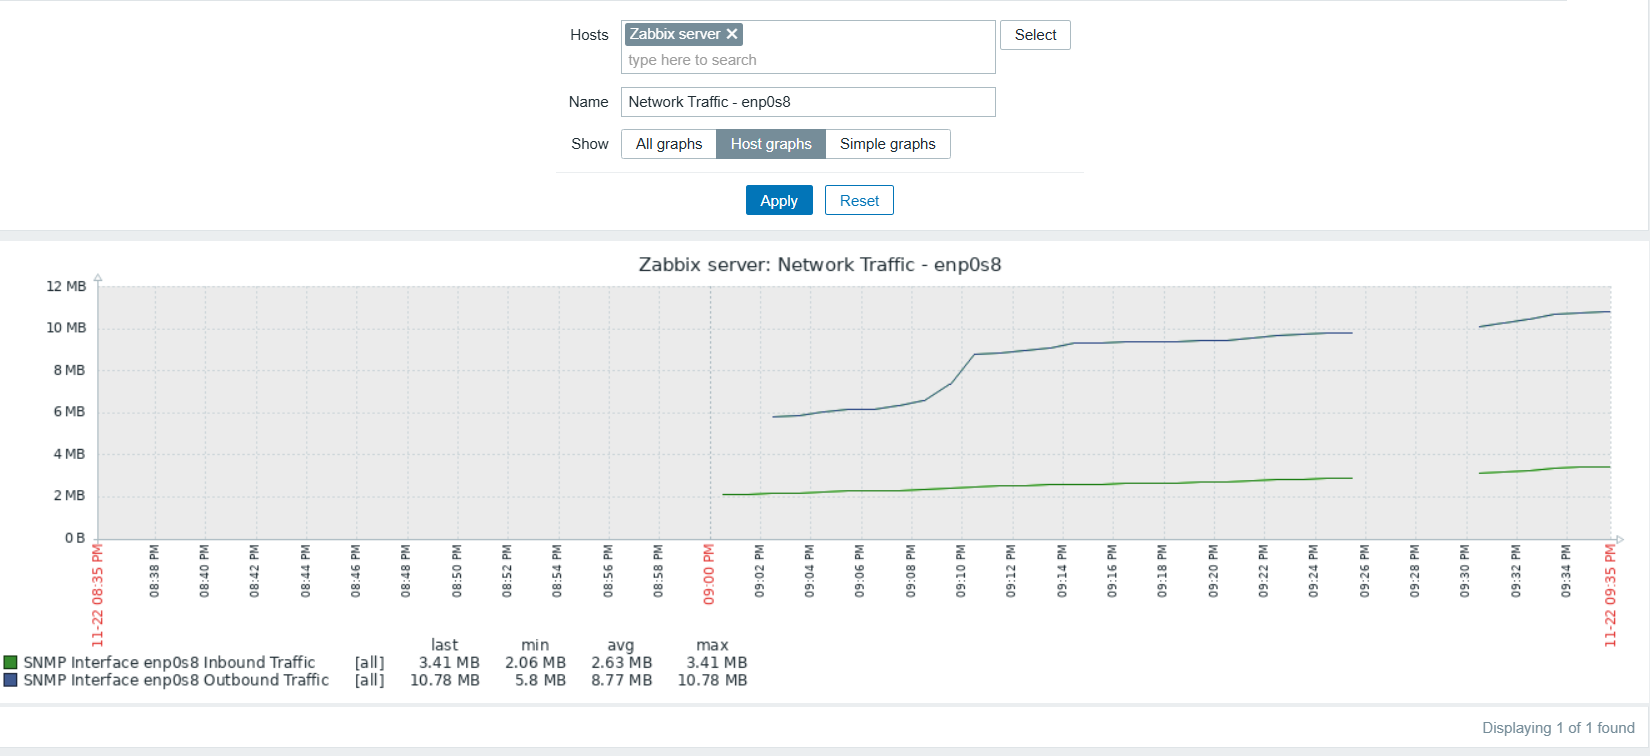 Hosts Zabbix server ✕ Select
type here to search
Name Network Traffic - enp0s8
Show All graphs Host graphs Simple graphs
Apply Reset
Zabbix server: Network Traffic - enp0s8
12 MB
10 MB
8 MB
6 MB
4 MB
2 MB
0 B
11-22 08:35 PM 08:38 PM 08:40 PM 08:42 PM 08:44 PM 08:46 PM 08:48 PM 08:50 PM 08:52 PM 08:54 PM 08:56 PM 08:58 PM 09:00 PM 09:02 PM 09:04 PM 09:06 PM 09:08 PM 09:10 PM 09:12 PM 09:14 PM 09:16 PM 09:18 PM 09:20 PM 09:22 PM 09:24 PM 09:26 PM 09:28 PM 09:30 PM 09:32 PM 09:34 PM 11-22 09:35 PM
last min avg max
SNMP Interface enp0s8 Inbound Traffic [all] 3.41 MB 2.06 MB 2.63 MB 3.41 MB
SNMP Interface enp0s8 Outbound Traffic [all] 10.78 MB 5.8 MB 8.77 MB 10.78 MB
Displaying 1 of 1 found